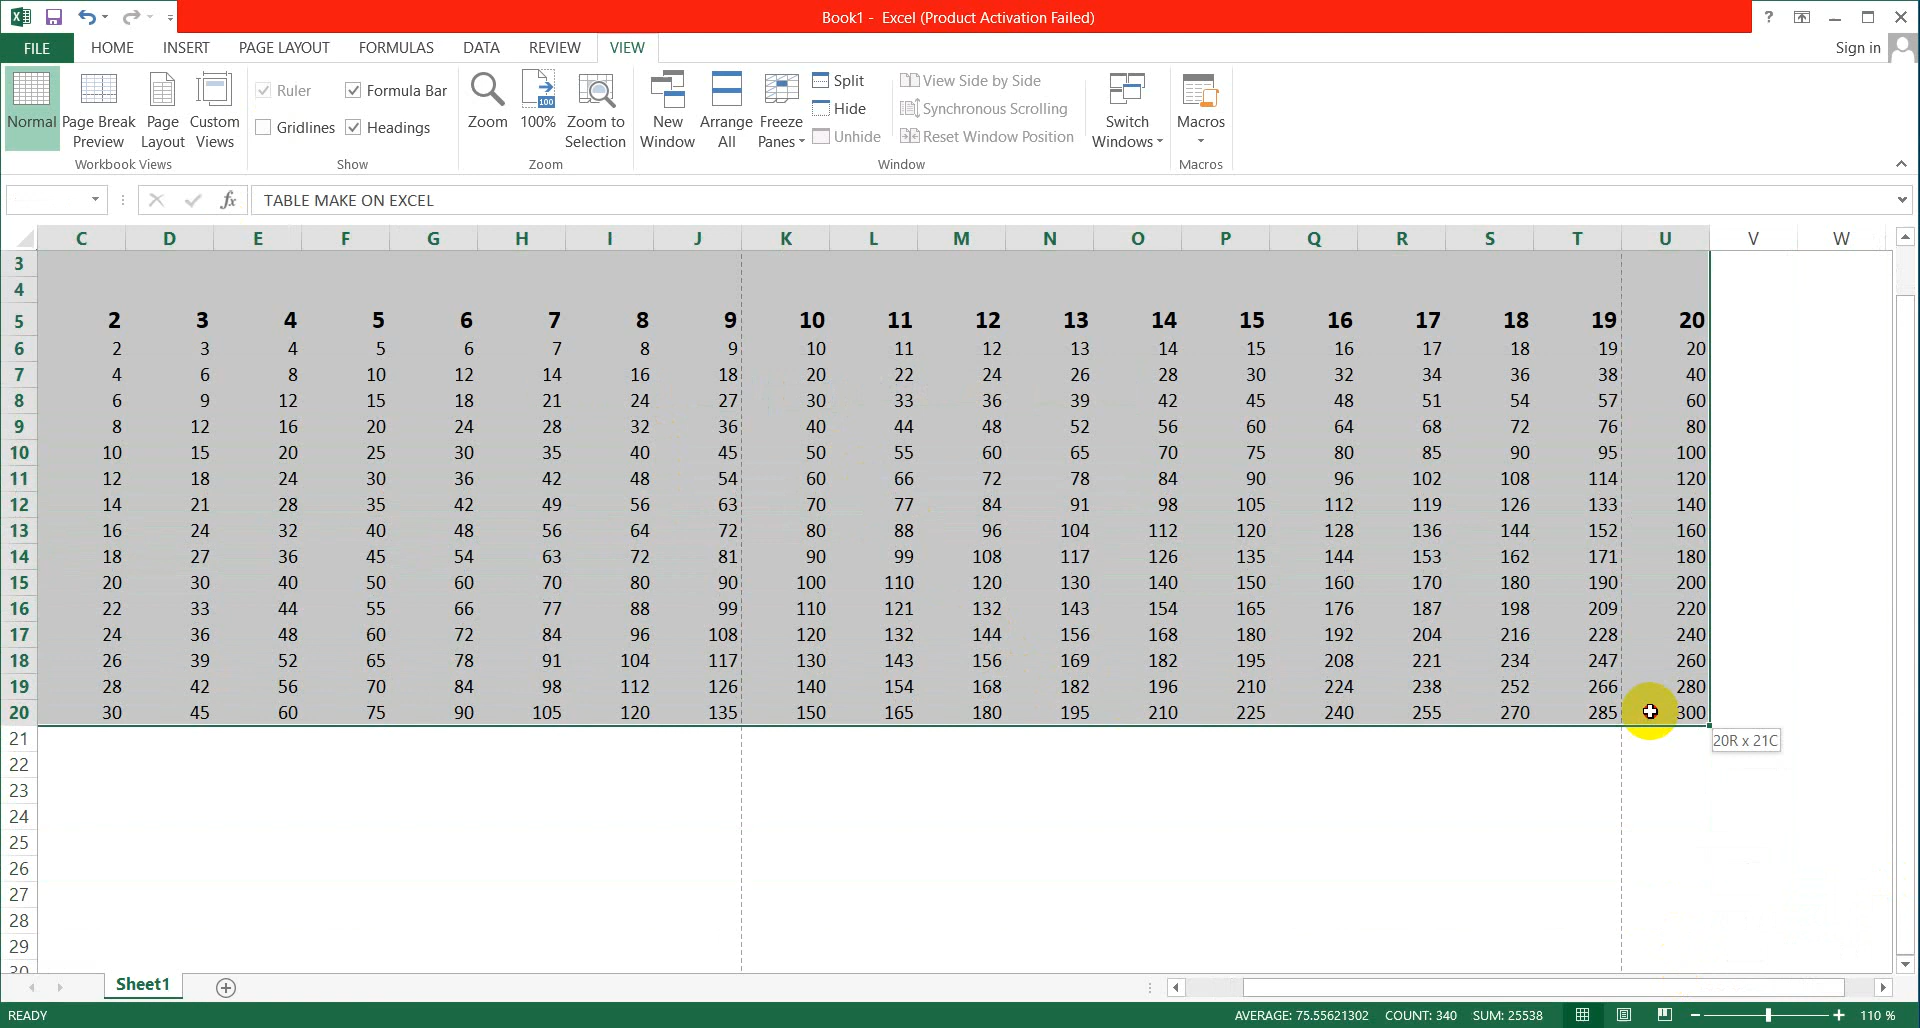 Book1 - Excel (Product Activation Failed)
FILE HOME INSERT PAGE LAYOUT FORMULAS DATA REVIEW VIEW Sign in
Normal Page Break Preview Page Layout Custom Views
Workbook Views
Ruler Formula Bar
Gridlines Headings
Show
Zoom 100% Zoom to Selection
Zoom
New Window Arrange All Freeze Panes
Split
Hide
Unhide
View Side by Side
Synchronous Scrolling
Reset Window Position
Switch Windows
Window
Macros
Macros
TABLE MAKE ON EXCEL
C D E F G H I J K L M N O P Q R S T U V W
3
4
5 2 3 4 5 6 7 8 9 10 11 12 13 14 15 16 17 18 19 20
6 2 3 4 5 6 7 8 9 10 11 12 13 14 15 16 17 18 19 20
7 4 6 8 10 12 14 16 18 20 22 24 26 28 30 32 34 36 38 40
8 6 9 12 15 18 21 24 27 30 33 36 39 42 45 48 51 54 57 60
9 8 12 16 20 24 28 32 36 40 44 48 52 56 60 64 68 72 76 80
10 10 15 20 25 30 35 40 45 50 55 60 65 70 75 80 85 90 95 100
11 12 18 24 30 36 42 48 54 60 66 72 78 84 90 96 102 108 114 120
12 14 21 28 35 42 49 56 63 70 77 84 91 98 105 112 119 126 133 140
13 16 24 32 40 48 56 64 72 80 88 96 104 112 120 128 136 144 152 160
14 18 27 36 45 54 63 72 81 90 99 108 117 126 135 144 153 162 171 180
15 20 30 40 50 60 70 80 90 100 110 120 130 140 150 160 170 180 190 200
16 22 33 44 55 66 77 88 99 110 121 132 143 154 165 176 187 198 209 220
17 24 36 48 60 72 84 96 108 120 132 144 156 168 180 192 204 216 228 240
18 26 39 52 65 78 91 104 117 130 143 156 169 182 195 208 221 234 247 260
19 28 42 56 70 84 98 112 126 140 154 168 182 196 210 224 238 252 266 280
20 30 45 60 75 90 105 120 135 150 165 180 195 210 225 240 255 270 285 300
20R x 21C
21
22
23
24
25
26
27
28
29
30
Sheet1
READY AVERAGE: 75.55621302 COUNT: 340 SUM: 25538 110 %